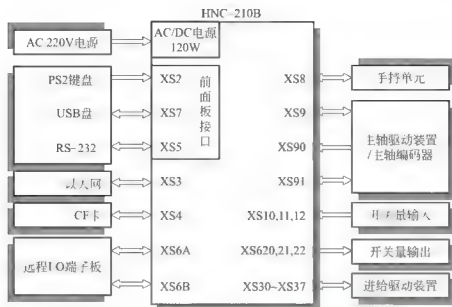 HNC-210B
AC 220V电源
AC/DC电源
120W
PS2键盘
XS2
前面板接口
XS8
手持单元
USB盘
XS7
XS9
主轴驱动装置
/主轴编码器
RS-232
XS5
XS90
以太网
XS3
XS91
CF卡
XS4
XS10,11,12
开关量输入
远程I/O端子板
XS6A
XS620,21,22
开关量输出
XS6B
XS30~XS37
进给驱动装置